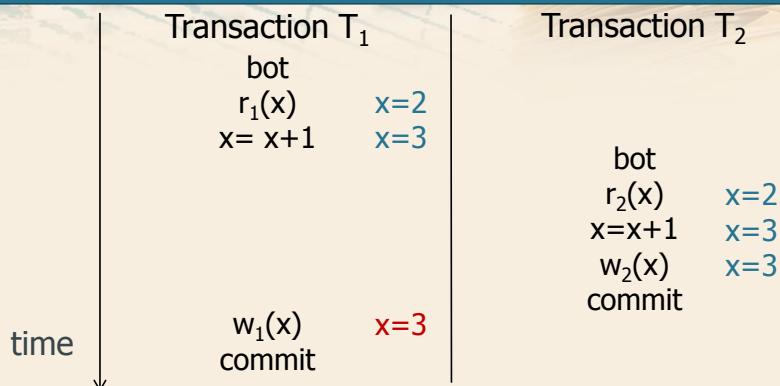 Transaction T₁ Transaction T₂
bot
r₁(x) x=2
x= x+1 x=3
bot
r₂(x) x=2
x=x+1 x=3
w₂(x) x=3
commit
w₁(x) x=3
time
commit